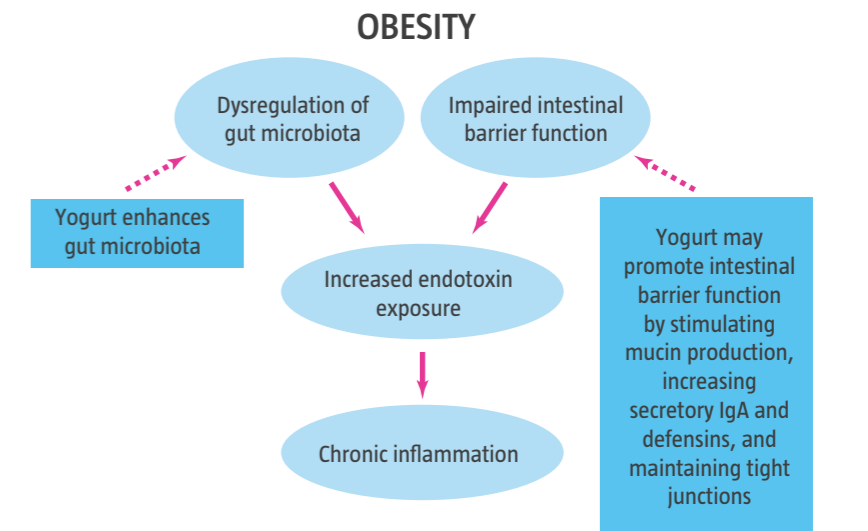 OBESITY
Dysregulation of
gut microbiota
Impaired intestinal
barrier function
Yogurt enhances
gut microbiota
Increased endotoxin
exposure
Yogurt may
promote intestinal
barrier function
by stimulating
mucin production,
increasing
secretory IgA and
defensins, and
maintaining tight
junctions
Chronic inflammation